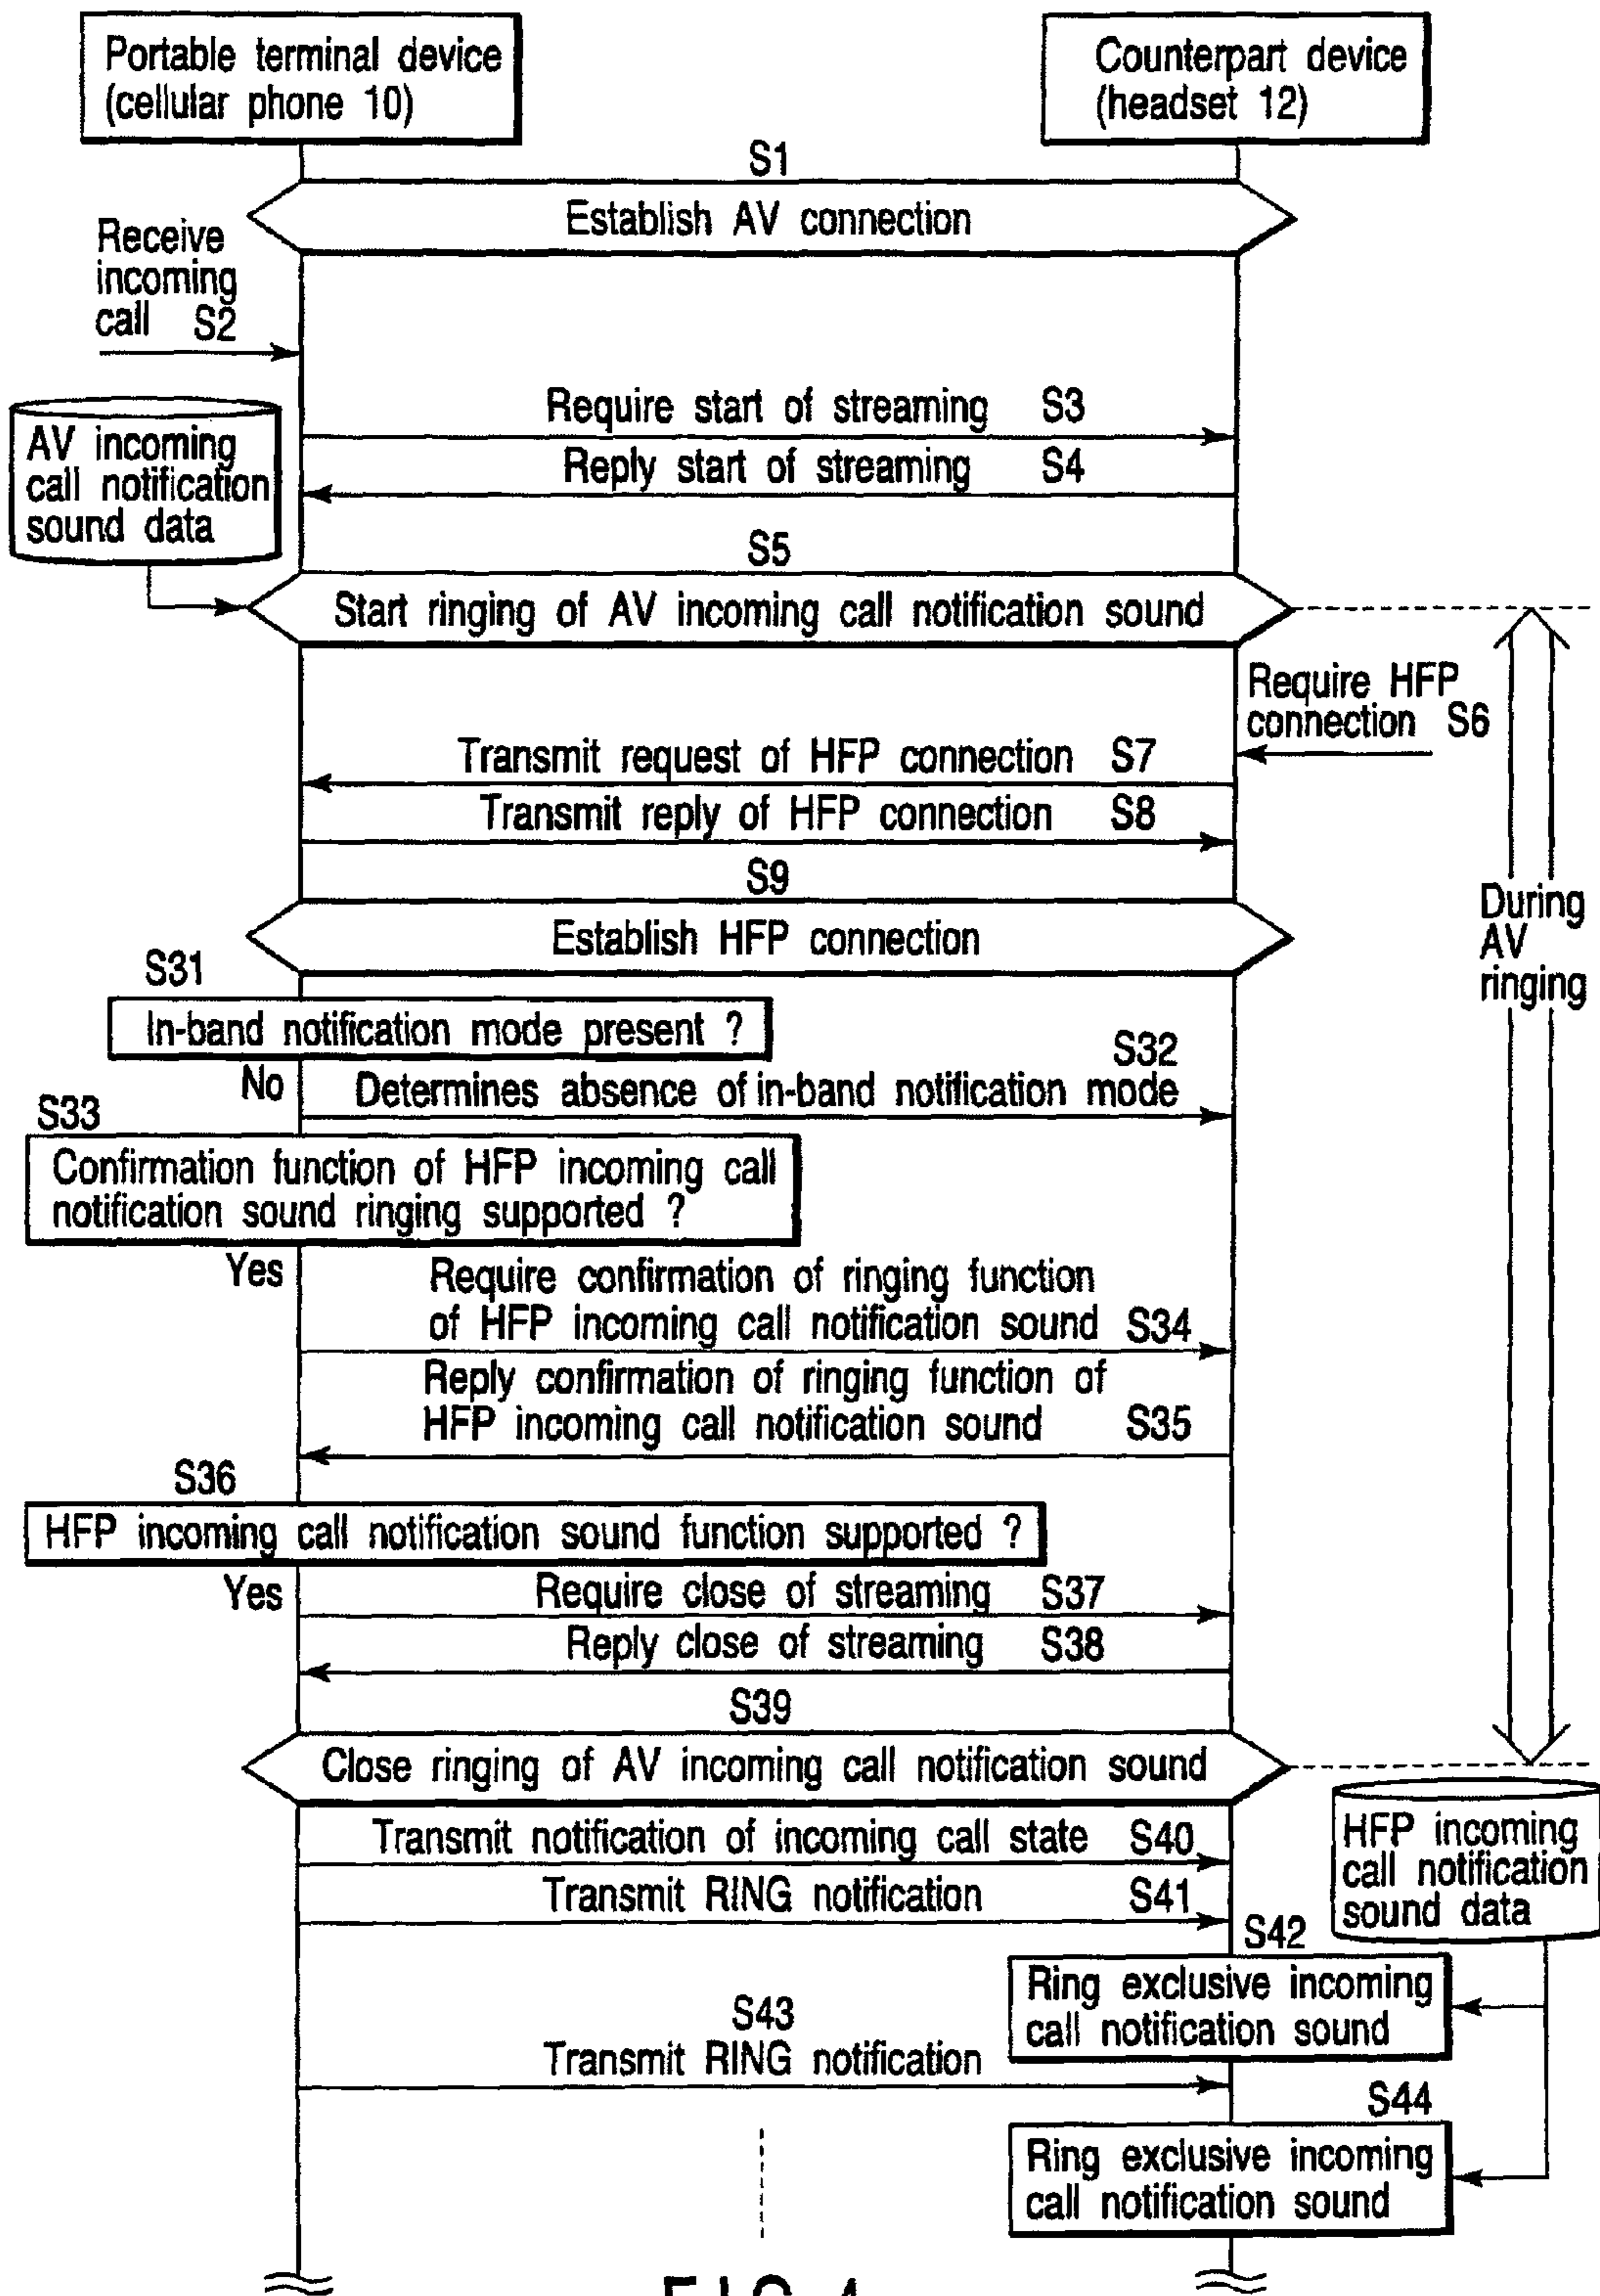 Portable terminal device
(cellular phone 10)
Counterpart device
(headset 12)
S1
Establish AV connection
Receive
incoming
call S2
Require start of streaming S3
AV incoming
call notification
sound data
Reply start of streaming S4
S5
Start ringing of AV incoming call notification sound
Require HFP
connection S6
Transmit request of HFP connection S7
Transmit reply of HFP connection S8
S9
Establish HFP connection
During
AV
ringing
S31
In-band notification mode present ?
S32
No
Determines absence of in-band notification mode
S33
Confirmation function of HFP incoming call
notification sound ringing supported ?
Yes
Require confirmation of ringing function
of HFP incoming call notification sound S34
Reply confirmation of ringing function of
HFP incoming call notification sound S35
S36
HFP incoming call notification sound function supported ?
Yes
Require close of streaming S37
Reply close of streaming S38
S39
Close ringing of AV incoming call notification sound
Transmit notification of incoming call state S40
HFP incoming
call notification
sound data
Transmit RING notification S41
S42
Ring exclusive incoming
call notification sound
S43
Transmit RING notification
S44
Ring exclusive incoming
call notification sound